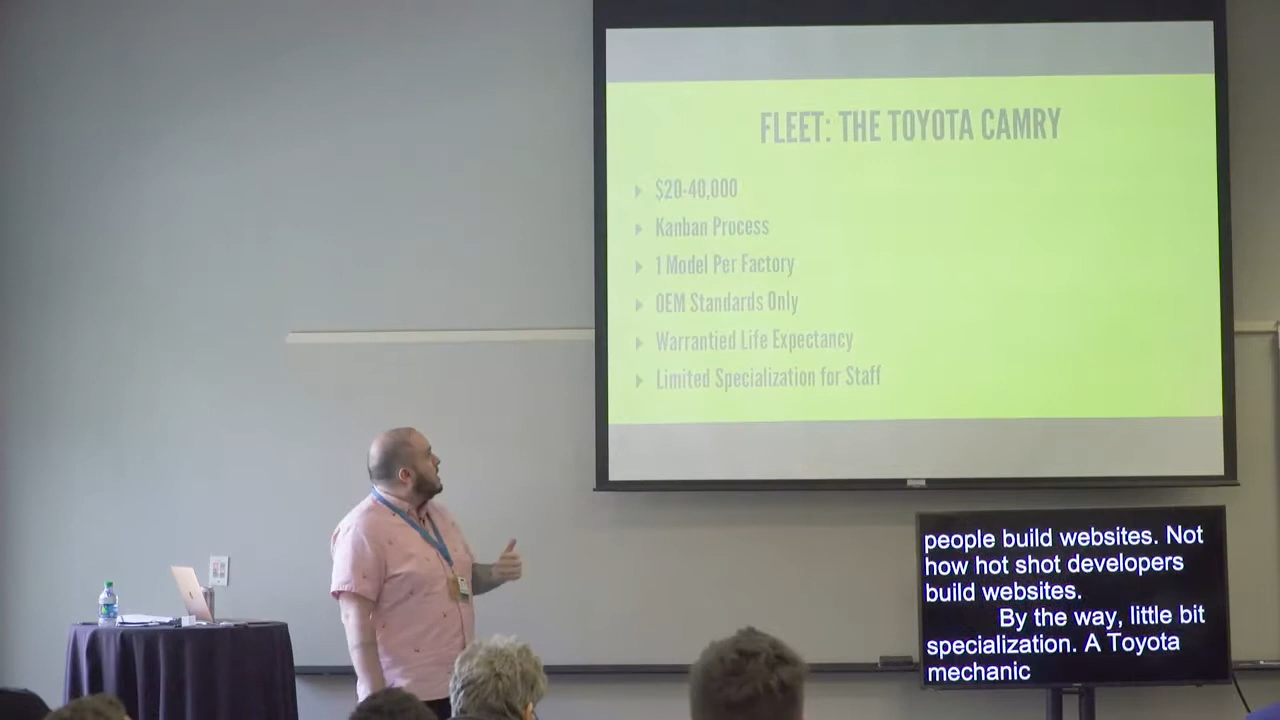 FLEET: THE TOYOTA CAMRY
$20-40,000
Kanban Process
1 Model Per Factory
OEM Standards Only
Warrantied Life Expectancy
Limited Specialization for Staff
people build websites. Not
how hot shot developers
build websites.
By the way, little bit
specialization. A Toyota
mechanic